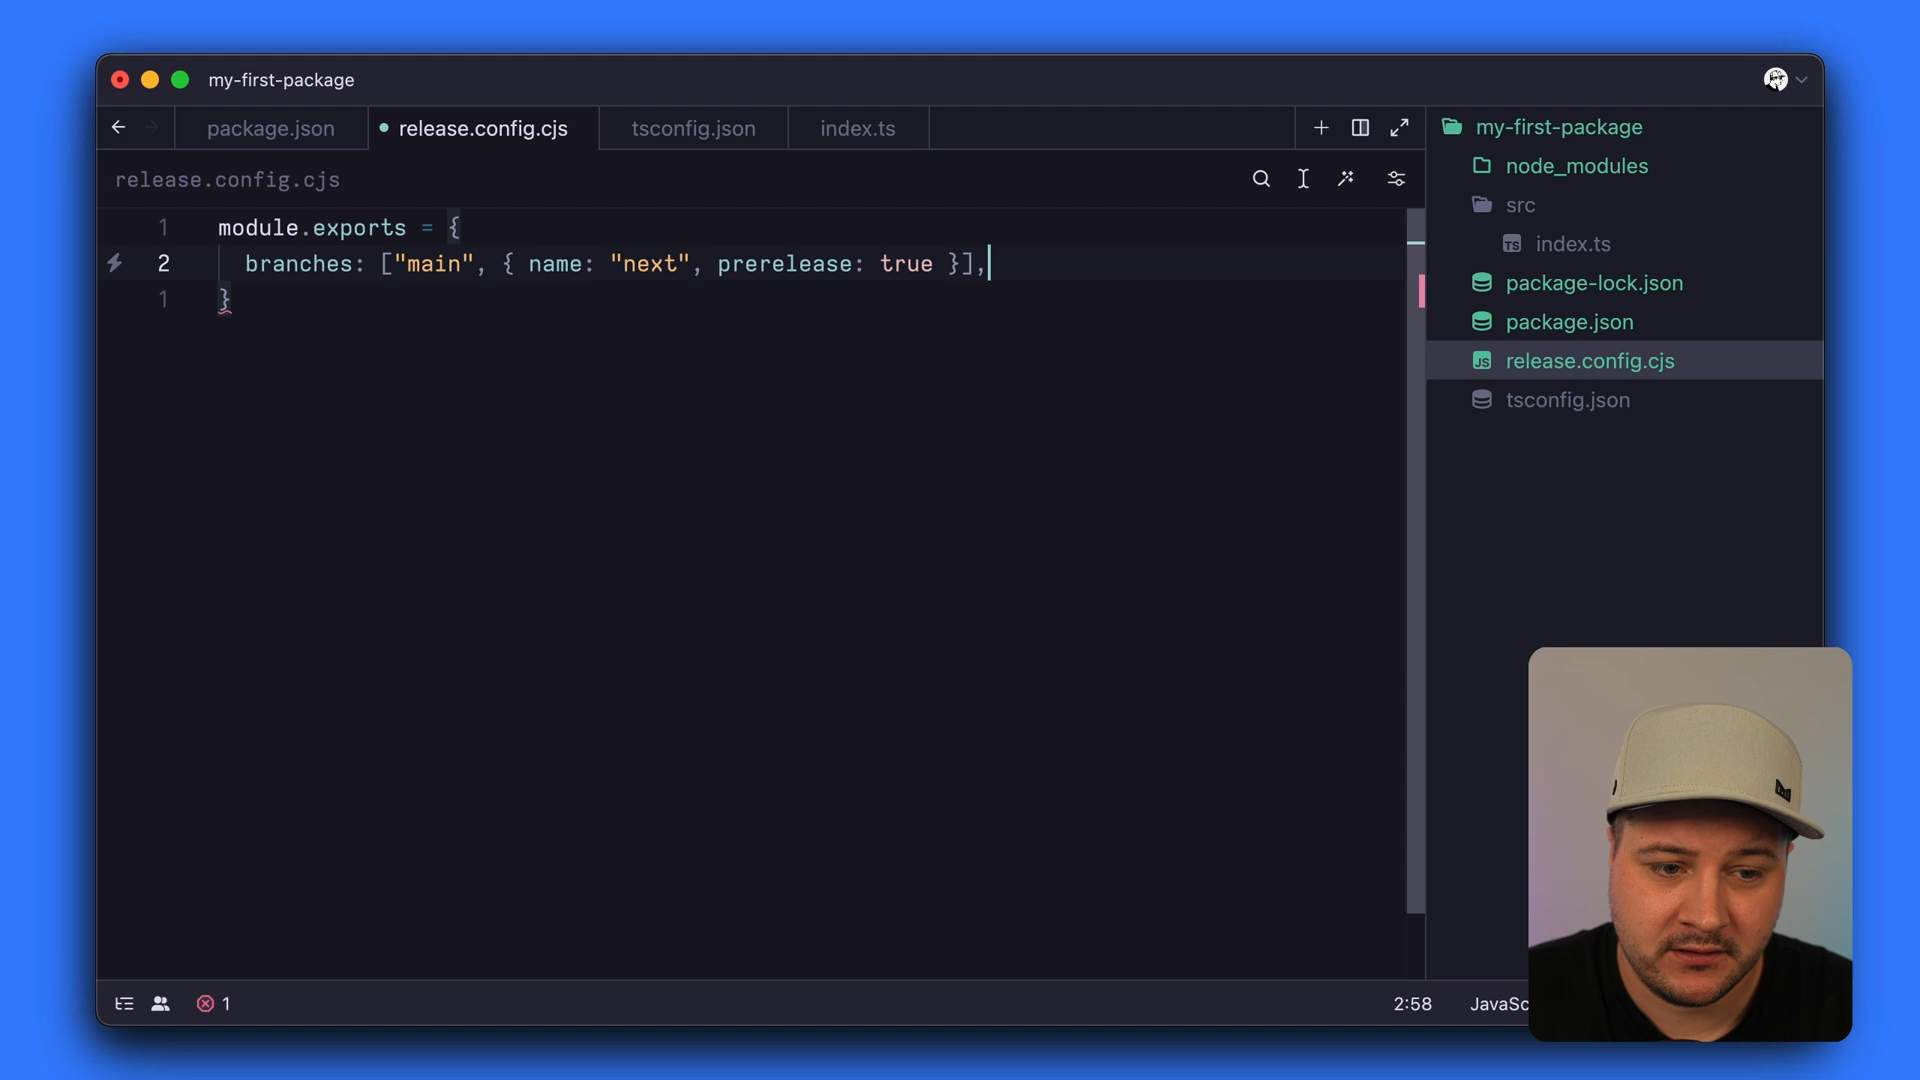 my-first-package
package.json
release.config.cjs
tsconfig.json
index.ts
release.config.cjs
1 module.exports = {
2 branches: ["main", { name: "next", prerelease: true }],
1 }
my-first-package
node_modules
src
TS index.ts
package-lock.json
package.json
JS release.config.cjs
tsconfig.json
1
2:58
JavaSc